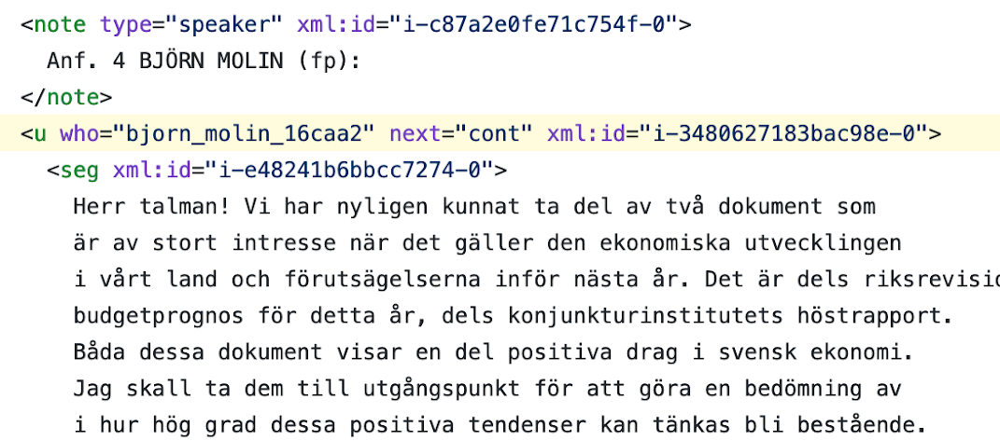 <note type="speaker" xml:id="i-c87a2e0fe71c754f-0">
Anf. 4 BJÖRN MOLIN (fp):
</note>
<u who="bjorn_molin_16caa2" next="cont" xml:id="i-3480627183bac98e-0">
<seg xml:id="i-e48241b6bbcc7274-0">
Herr talman! Vi har nyligen kunnat ta del av två dokument som
är av stort intresse när det gäller den ekonomiska utvecklingen
i vårt land och förutsägelserna inför nästa år. Det är dels
budgetprognos för detta år, dels konjunkturinstitutets höstrapport.
Båda dessa dokument visar en del positiva drag i svensk ekonomi.
Jag skall ta dem till utgångspunkt för att göra en bedömning av
i hur hög grad dessa positiva tendenser kan tänkas bli bestående.